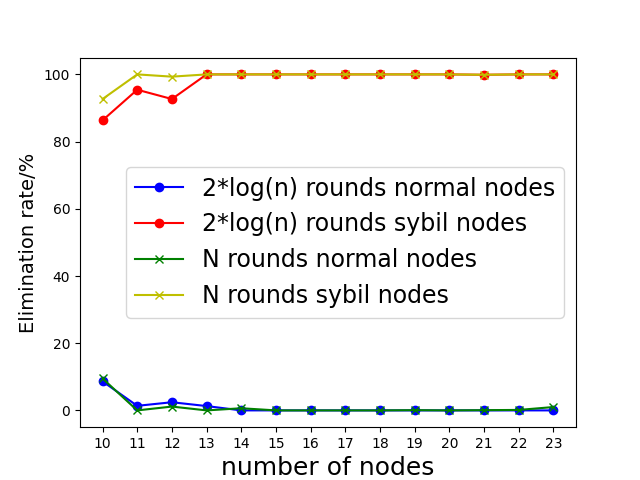 100
80
60
40
20
0
Elimination rate/%
2*log(n) rounds normal nodes
2*log(n) rounds sybil nodes
N rounds normal nodes
N rounds sybil nodes
10 11 12 13 14 15 16 17 18 19 20 21 22 23
number of nodes